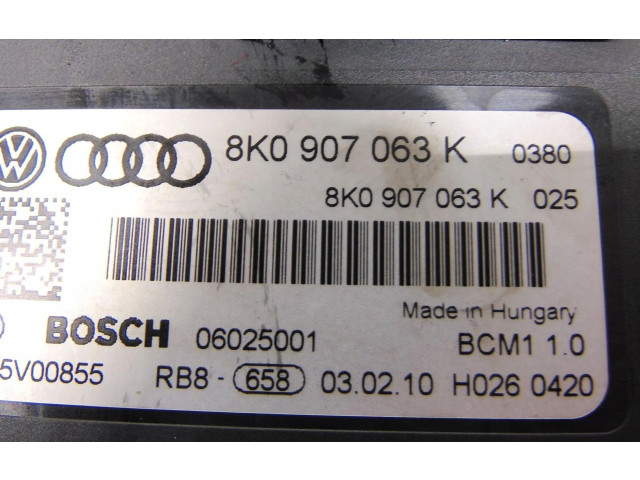 8K0 907 063 K 0380
8K0 907 063 K 025
Made in Hungary
BOSCH 06025001 BCM1 1.0
5V00855 RB8 - 658 03.02.10 H026 0420